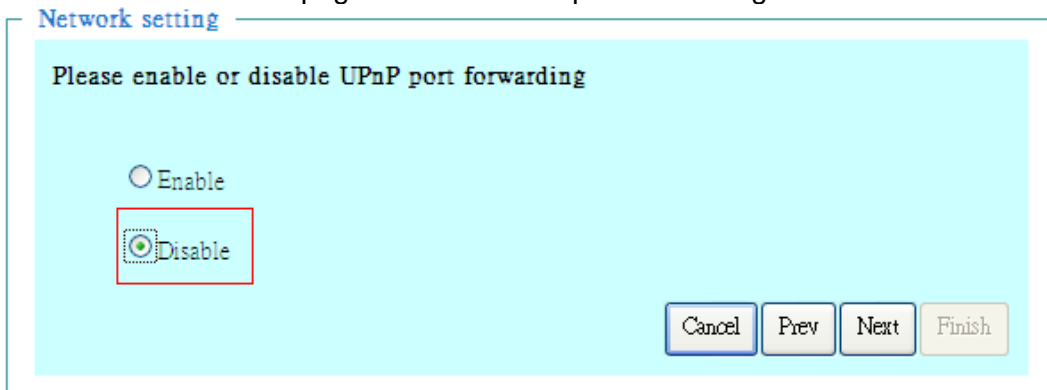 Network setting
Please enable or disable UPnP port forwarding
Enable
Disable
Cancel Prev Next Finish